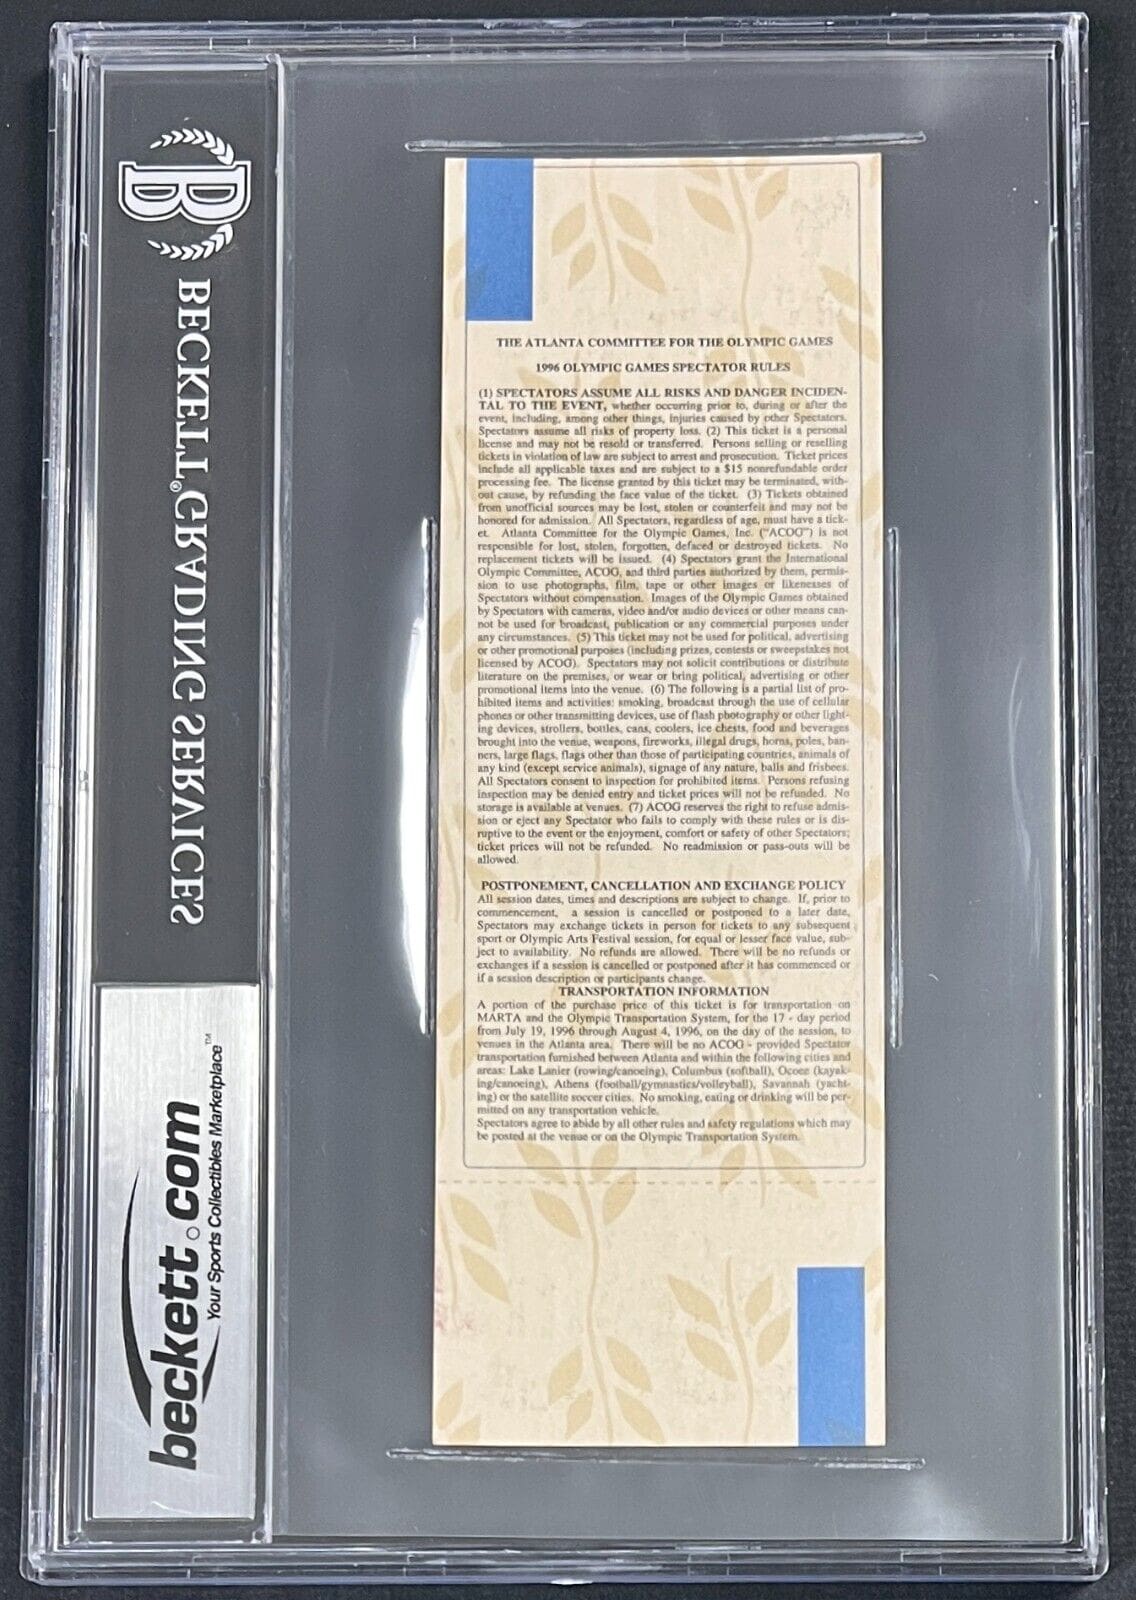 B
BECKETT® GRADING SERVICES
beckett.com
Your Sports Collectibles Marketplace™
THE ATLANTA COMMITTEE FOR THE OLYMPIC GAMES
1996 OLYMPIC GAMES SPECTATOR RULES
(1) SPECTATORS ASSUME ALL RISKS AND DANGER INCIDEN-
TAL TO THE EVENT, whether occurring prior to, during or after the
event, including, among other things, injuries caused by other Spectators.
Spectators assume all risks of property loss. (2) This ticket is a personal
license and may not be resold or transferred. Persons selling or reselling
tickets in violation of law are subject to arrest and prosecution. Ticket prices
include all applicable taxes and are subject to a $15 nonrefundable order
processing fee. The license granted by this ticket may be terminated, with-
out cause, by refunding the face value of the ticket. (3) Tickets obtained
from unofficial sources may be lost, stolen or counterfeit and may not be
honored for admission. All Spectators, regardless of age, must have a tick-
et. Atlanta Committee for the Olympic Games, Inc. ("ACOG") is not
responsible for lost, stolen, forgotten, defaced or destroyed tickets. No
replacement tickets will be issued. (4) Spectators grant the International
Olympic Committee, ACOG, and third parties authorized by them, permis-
sion to use photographs, film, tape or other images or likenesses of
Spectators without compensation. Images of the Olympic Games obtained
by Spectators with cameras, video and/or audio devices or other means can-
not be used for broadcast, publication or any commercial purposes under
any circumstances. (5) This ticket may not be used for political, advertising
or other promotional purposes (including prizes, contests or sweepstakes not
licensed by ACOG). Spectators may not solicit contributions or distribute
literature on the premises, or wear or bring political, advertising or other
promotional items into the venue. (6) The following is a partial list of pro-
hibited items and activities: smoking, broadcast through the use of cellular
phones or other transmitting devices, use of flash photography or other light-
ing devices, strollers, bottles, cans, coolers, ice chests, food and beverages
brought into the venue, weapons, fireworks, illegal drugs, horns, poles, ban-
ners, large flags, flags other than those of participating countries, animals of
any kind (except service animals), signage of any nature, balls and frisbees.
All Spectators consent to inspection for prohibited items. Persons refusing
inspection may be denied entry and ticket prices will not be refunded. No
storage is available at venues. (7) ACOG reserves the right to refuse admis-
sion or eject any Spectator who fails to comply with these rules or is dis-
ruptive to the event or the enjoyment, comfort or safety of other Spectators;
ticket prices will not be refunded. No readmission or pass-outs will be
allowed.
POSTPONEMENT, CANCELLATION AND EXCHANGE POLICY
All session dates, times and descriptions are subject to change. If, prior to
commencement, a session is cancelled or postponed to a later date,
Spectators may exchange tickets in person for tickets to any subsequent
sport or Olympic Arts Festival session, for equal or lesser face value, sub-
ject to availability. No refunds are allowed. There will be no refunds or
exchanges if a session is cancelled or postponed after it has commenced or
if a session description or participants change.
TRANSPORTATION INFORMATION
A portion of the purchase price of this ticket is for transportation on
MARTA and the Olympic Transportation System, for the 17 - day period
from July 19, 1996 through August 4, 1996, on the day of the session, to
venues in the Atlanta area. There will be no ACOG - provided Spectator
transportation furnished between Atlanta and within the following cities and
areas: Lake Lanier (rowing/canoeing), Columbus (softball), Ocoee (kayak-
ing/canoeing), Athens (football/gymnastics/volleyball), Savannah (yacht-
ing) or the satellite soccer cities. No smoking, eating or drinking will be per-
mitted on any transportation vehicle.
Spectators agree to abide by all other rules and safety regulations which may
be posted at the venue or on the Olympic Transportation System.